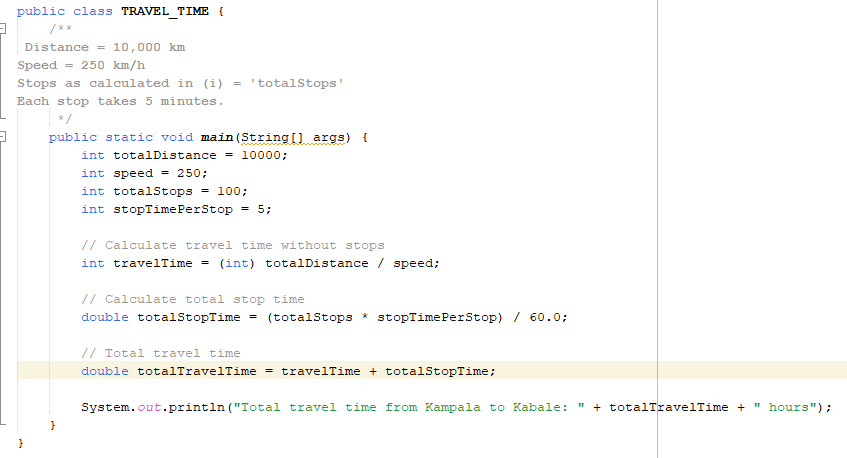 public class TRAVEL_TIME {
/**
Distance = 10,000 km
Speed = 250 km/h
Stops as calculated in (i) = 'totalStops'
Each stop takes 5 minutes.
*/
public static void main(String[] args) {
int totalDistance = 10000;
int speed = 250;
int totalStops = 100;
int stopTimePerStop = 5;
// Calculate travel time without stops
int travelTime = (int) totalDistance / speed;
// Calculate total stop time
double totalStopTime = (totalStops * stopTimePerStop) / 60.0;
// Total travel time
double totalTravelTime = travelTime + totalStopTime;
System.out.println("Total travel time from Kampala to Kabale: " + totalTravelTime + " hours");
}
}